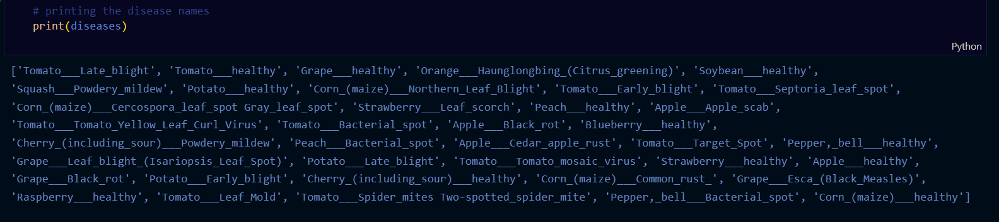 # printing the disease names
print(diseases)
Python
['Tomato___Late_blight', 'Tomato___healthy', 'Grape___healthy', 'Orange___Haunglongbing_(Citrus_greening)', 'Soybean___healthy',
'Squash___Powdery_mildew', 'Potato___healthy', 'Corn_(maize)___Northern_Leaf_Blight', 'Tomato___Early_blight', 'Tomato___Septoria_leaf_spot',
'Corn_(maize)___Cercospora_leaf_spot Gray_leaf_spot', 'Strawberry___Leaf_scorch', 'Peach___healthy', 'Apple___Apple_scab',
'Tomato___Tomato_Yellow_Leaf_Curl_Virus', 'Tomato___Bacterial_spot', 'Apple___Black_rot', 'Blueberry___healthy',
'Cherry_(including_sour)___Powdery_mildew', 'Peach___Bacterial_spot', 'Apple___Cedar_apple_rust', 'Tomato___Target_Spot', 'Pepper,_bell___healthy',
'Grape___Leaf_blight_(Isariopsis_Leaf_Spot)', 'Potato___Late_blight', 'Tomato___Tomato_mosaic_virus', 'Strawberry___healthy', 'Apple___healthy',
'Grape___Black_rot', 'Potato___Early_blight', 'Cherry_(including_sour)___healthy', 'Corn_(maize)___Common_rust_', 'Grape___Esca_(Black_Measles)',
'Raspberry___healthy', 'Tomato___Leaf_Mold', 'Tomato___Spider_mites Two-spotted_spider_mite', 'Pepper,_bell___Bacterial_spot', 'Corn_(maize)___healthy']